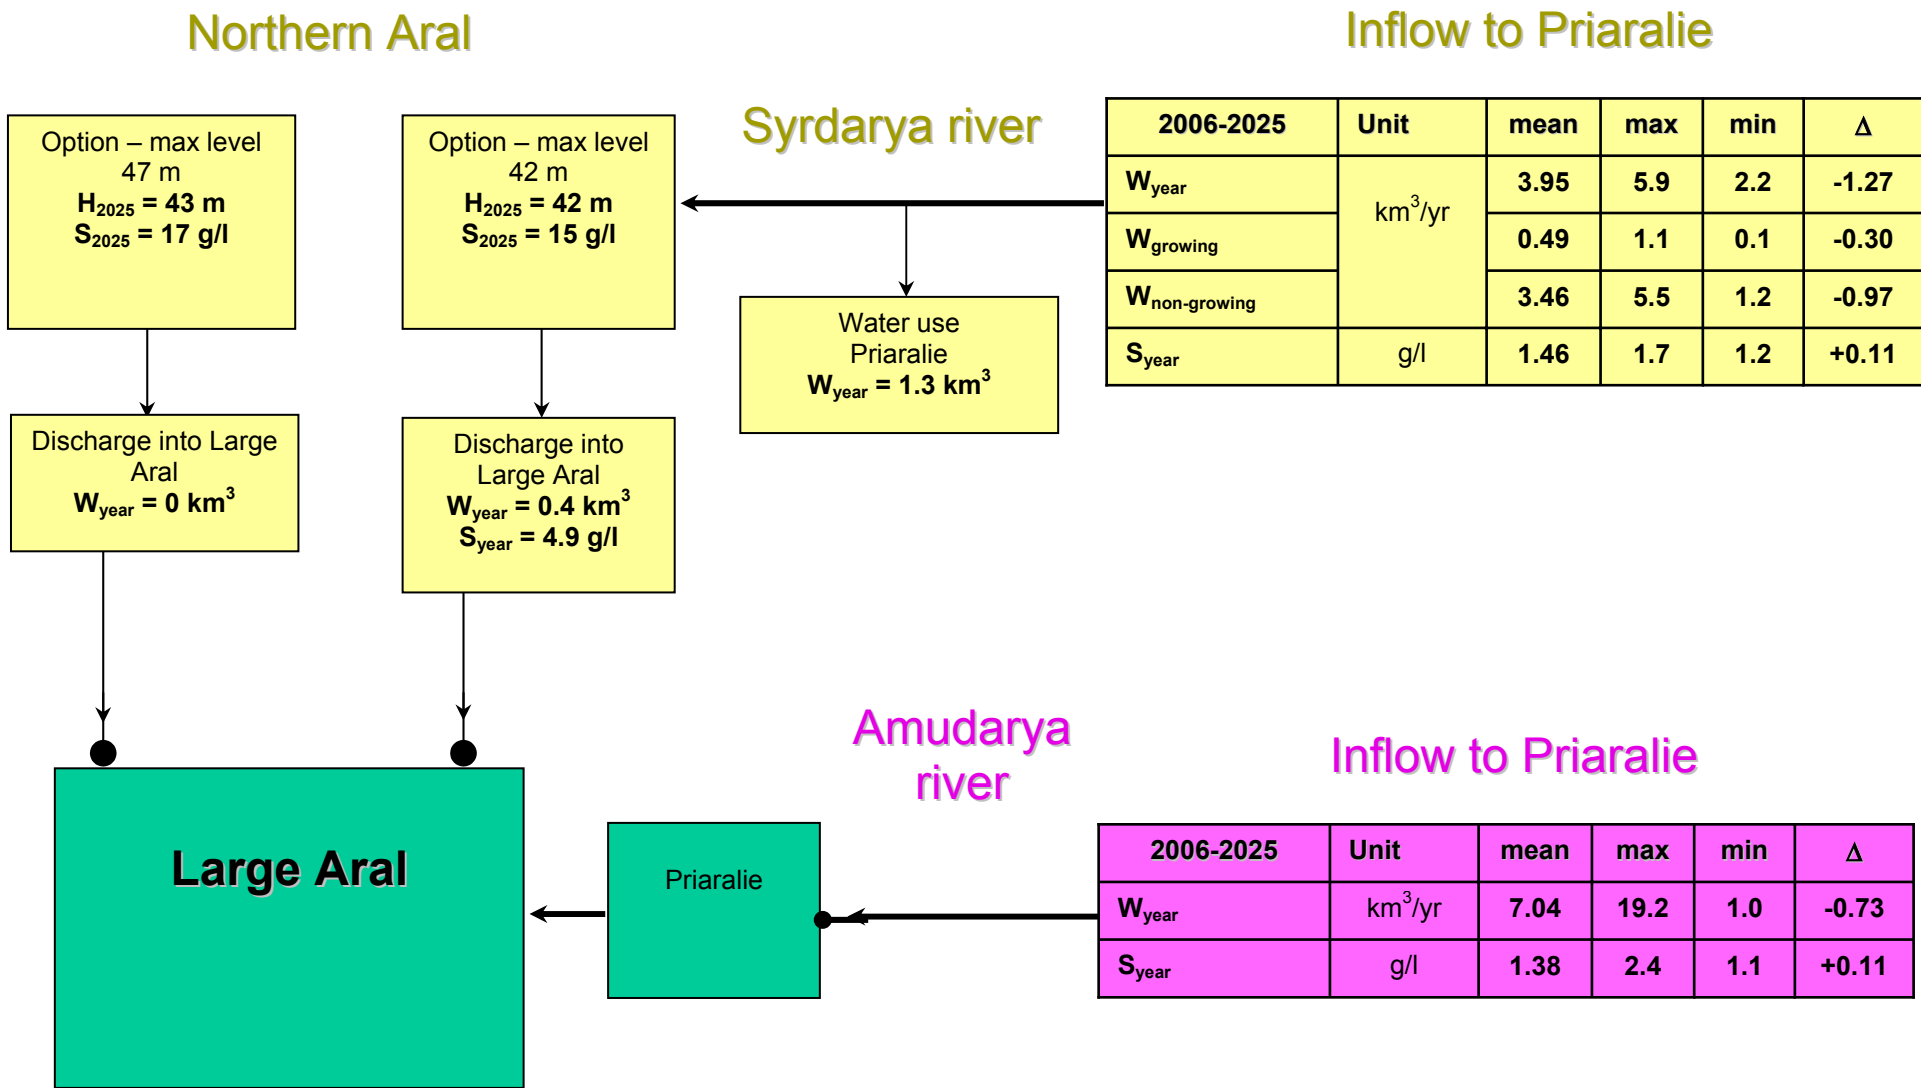 Northern Aral
Inflow to Priaralie
Syrdarya river
Option – max level
47 m
H2025 = 43 m
S2025 = 17 g/l
Option – max level
42 m
H2025 = 42 m
S2025 = 15 g/l
2006-2025 Unit mean max min Δ
Wyear km³/yr 3.95 5.9 2.2 -1.27
Wgrowing 0.49 1.1 0.1 -0.30
Wnon-growing 3.46 5.5 1.2 -0.97
Syear g/l 1.46 1.7 1.2 +0.11
Water use
Priaralie
Wyear = 1.3 km³
Discharge into Large
Aral
Wyear = 0 km³
Discharge into
Large Aral
Wyear = 0.4 km³
Syear = 4.9 g/l
Amudarya
river
Inflow to Priaralie
Large Aral
Priaralie
2006-2025 Unit mean max min Δ
Wyear km³/yr 7.04 19.2 1.0 -0.73
Syear g/l 1.38 2.4 1.1 +0.11